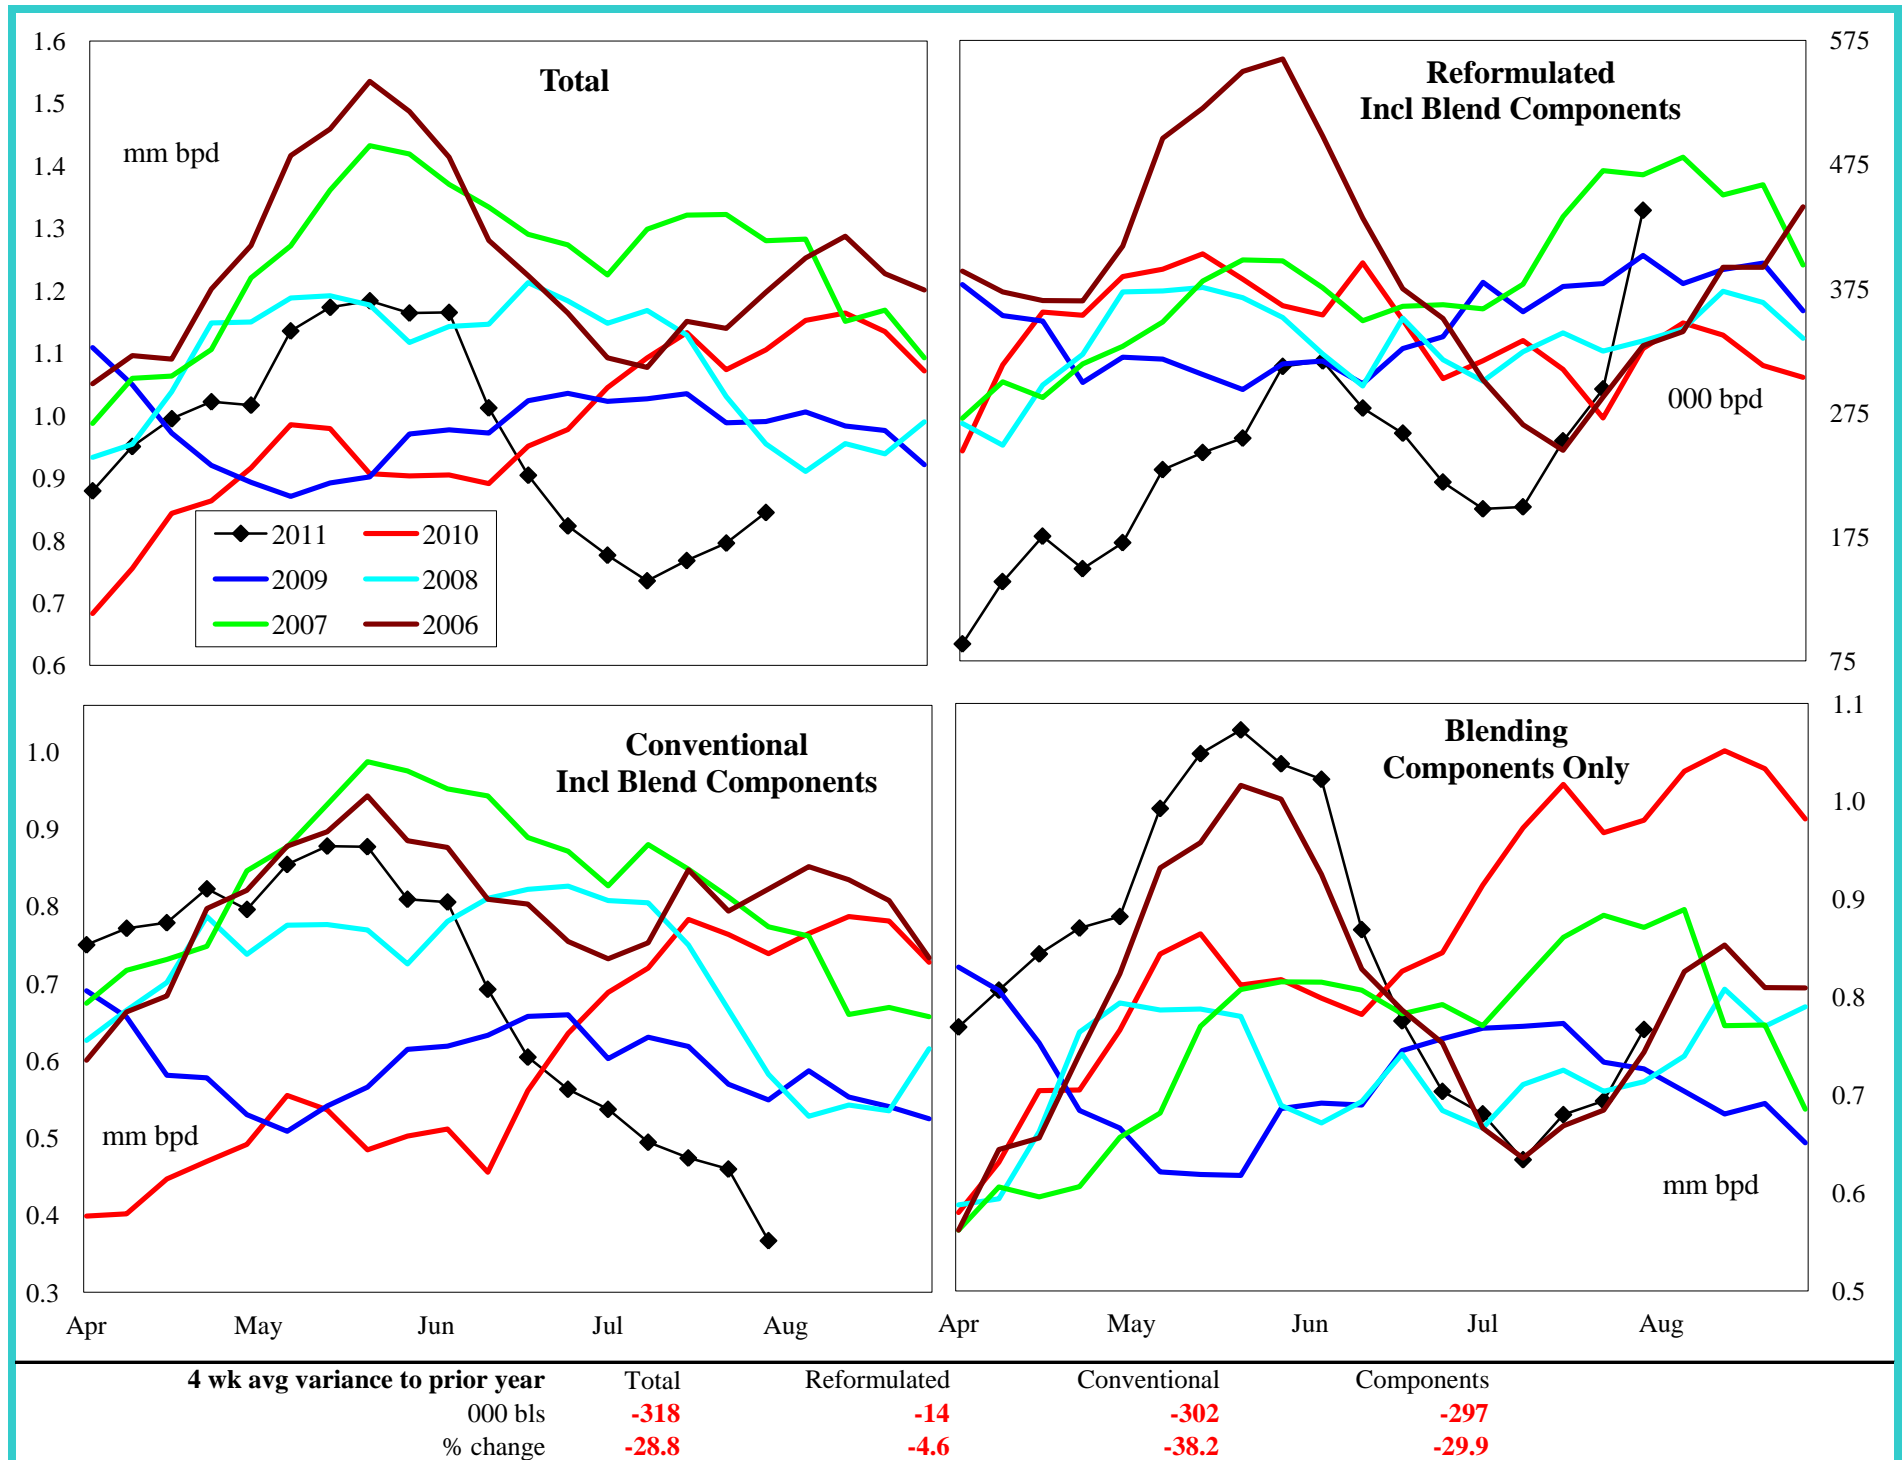 Total
mm bpd
1.6
1.5
1.4
1.3
1.2
1.1
1.0
0.9
0.8
0.7
0.6
2011
2010
2009
2008
2007
2006
Reformulated
Incl Blend Components
000 bpd
575
475
375
275
175
75
Conventional
Incl Blend Components
mm bpd
1.0
0.9
0.8
0.7
0.6
0.5
0.4
0.3
Apr May Jun Jul Aug
Blending
Components Only
mm bpd
1.1
1.0
0.9
0.8
0.7
0.6
0.5
Apr May Jun Jul Aug
4 wk avg variance to prior year Total Reformulated Conventional Components
000 bls -318 -14 -302 -297
% change -28.8 -4.6 -38.2 -29.9